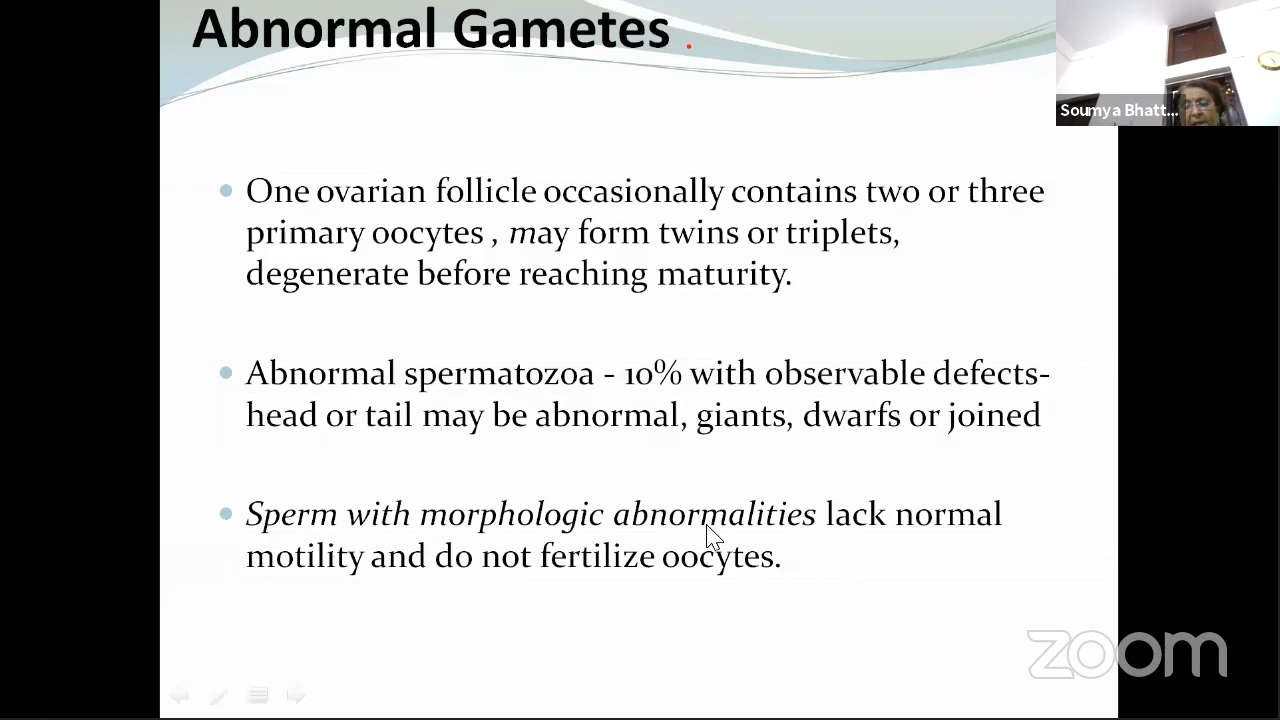 Abnormal Gametes .
Soumya Bhatt...
One ovarian follicle occasionally contains two or three
primary oocytes , may form twins or triplets,
degenerate before reaching maturity.
Abnormal spermatozoa - 10% with observable defects-
head or tail may be abnormal, giants, dwarfs or joined
Sperm with morphologic abnormalities lack normal
motility and do not fertilize oocytes.
zoom